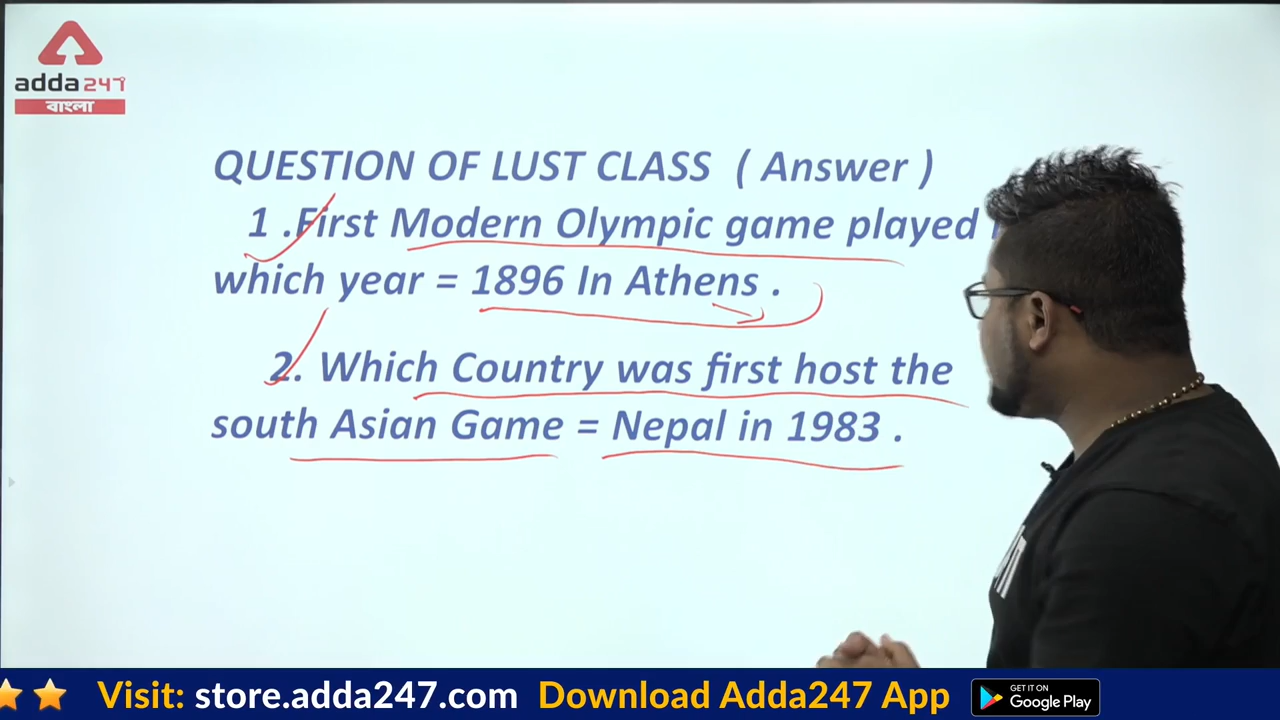 adda247
বাংলা
QUESTION OF LUST CLASS ( Answer )
1 .First Modern Olympic game played
which year = 1896 In Athens .
2. Which Country was first host the
south Asian Game = Nepal in 1983 .
Visit: store.adda247.com Download Adda247 App
GET IT ON
Google Play